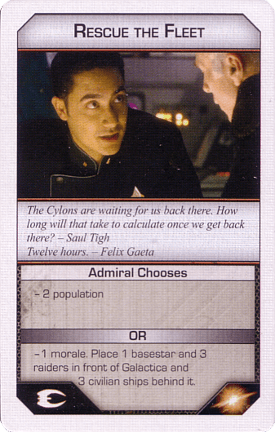 RESCUE THE FLEET
The Cylons are waiting for us back there. How
long will that take to calculate once we get back
there? – Saul Tigh
Twelve hours. – Felix Gaeta
Admiral Chooses
–2 population
OR
–1 morale. Place 1 basestar and 3
raiders in front of Galactica and
3 civilian ships behind it.